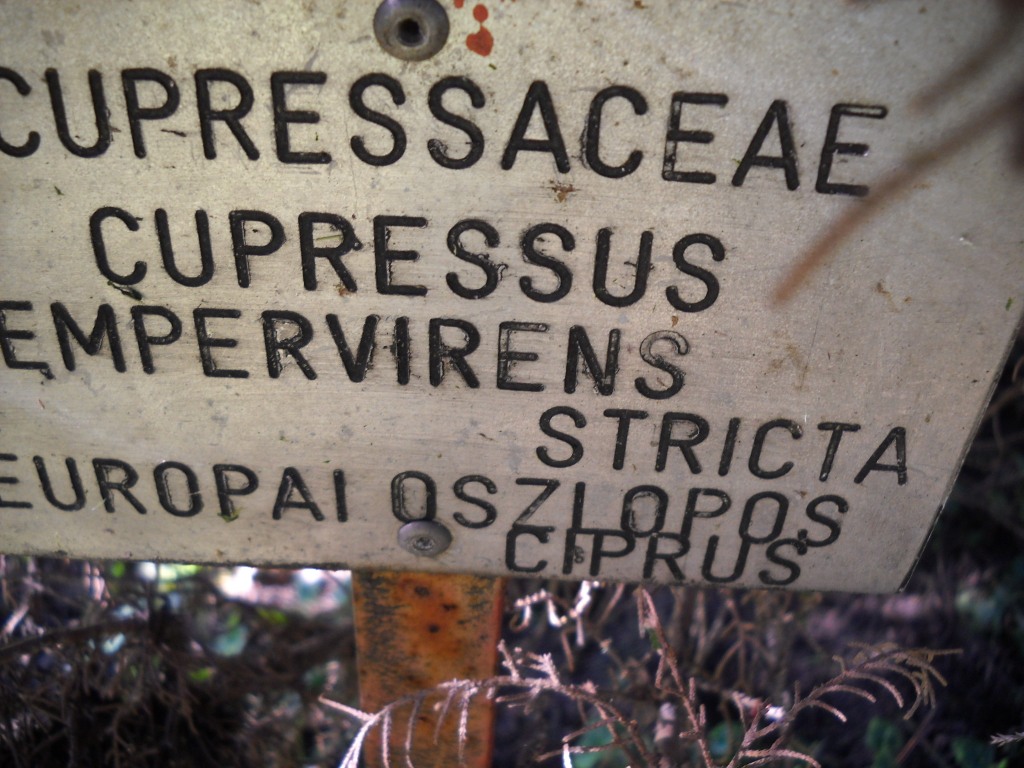 CUPRESSACEAE
CUPRESSUS
EMPERVIRENS
STRICTA
EUROPAI OSZLOPOS
CIPRUS